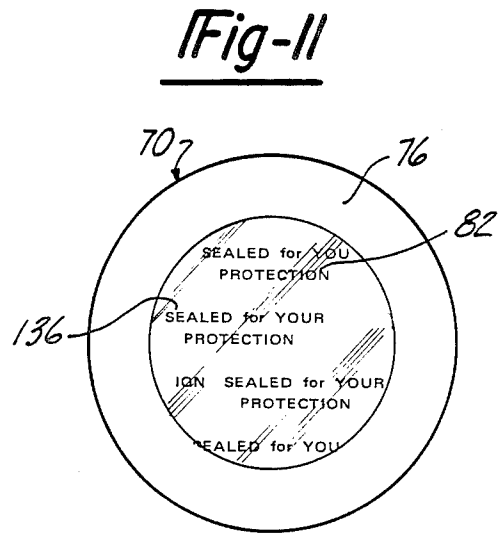 Fig-11
70
76
82
SEALED for YOU
PROTECTION
136
SEALED for YOUR
PROTECTION
ION SEALED for YOUR
PROTECTION
SEALED for YOU